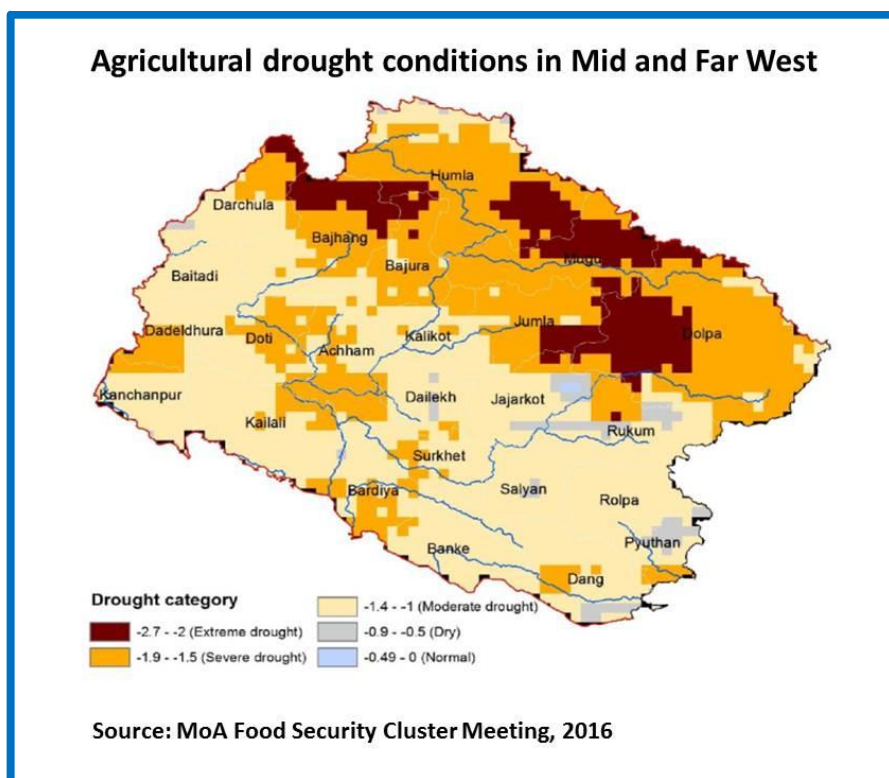 Agricultural drought conditions in Mid and Far West
Humla
Darchula
Bajhang
Bajura
Mugu
Baitadi
Dadeldhura
Doti
Achham
Kalikot
Jumla
Dolpa
Kanchanpur
Dailekh
Jajarkot
Kailali
Rukum
Surkhet
Bardiya
Salyan
Rolpa
Pyuthan
Banke
Dang
Drought category
-2.7 - -2 (Extreme drought)
-1.9 - -1.5 (Severe drought)
-1.4 - -1 (Moderate drought)
-0.9 - -0.5 (Dry)
-0.49 - 0 (Normal)
Source: MoA Food Security Cluster Meeting, 2016